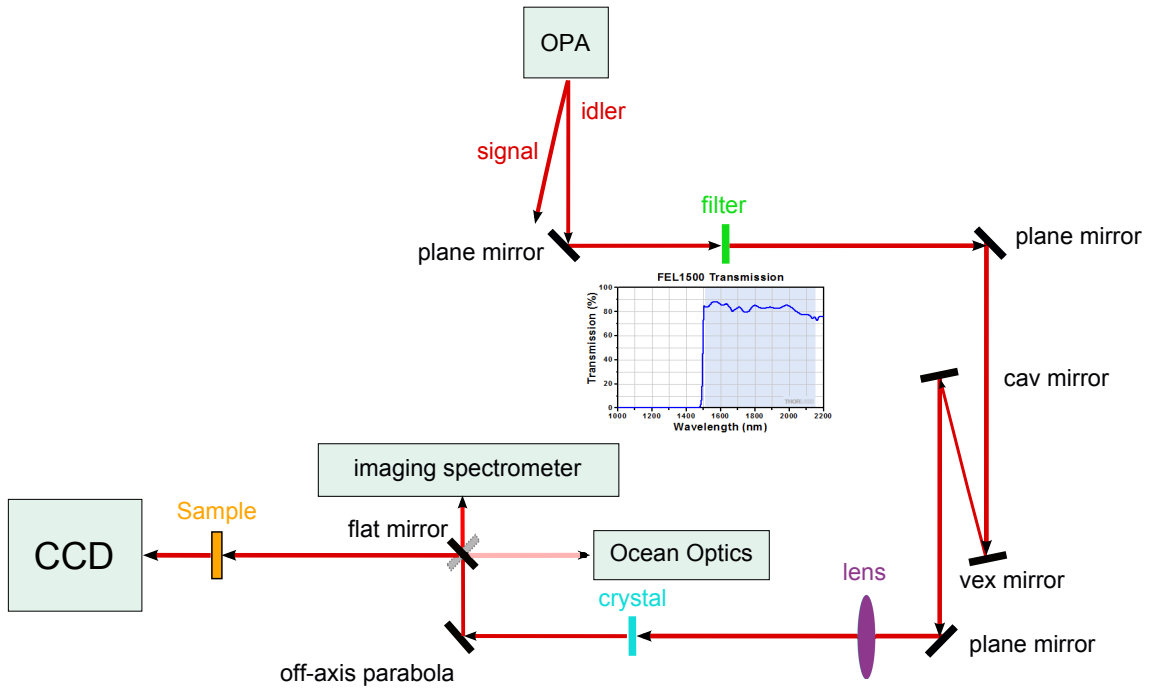 OPA
idler
signal
filter
plane mirror
plane mirror
FEL1500 Transmission
Transmission (%)
100
80
60
40
20
0
1000 1200 1400 1600 1800 2000 2200
Wavelength (nm)
THOR
cav mirror
imaging spectrometer
Sample
flat mirror
CCD
Ocean Optics
lens
vex mirror
crystal
plane mirror
off-axis parabola